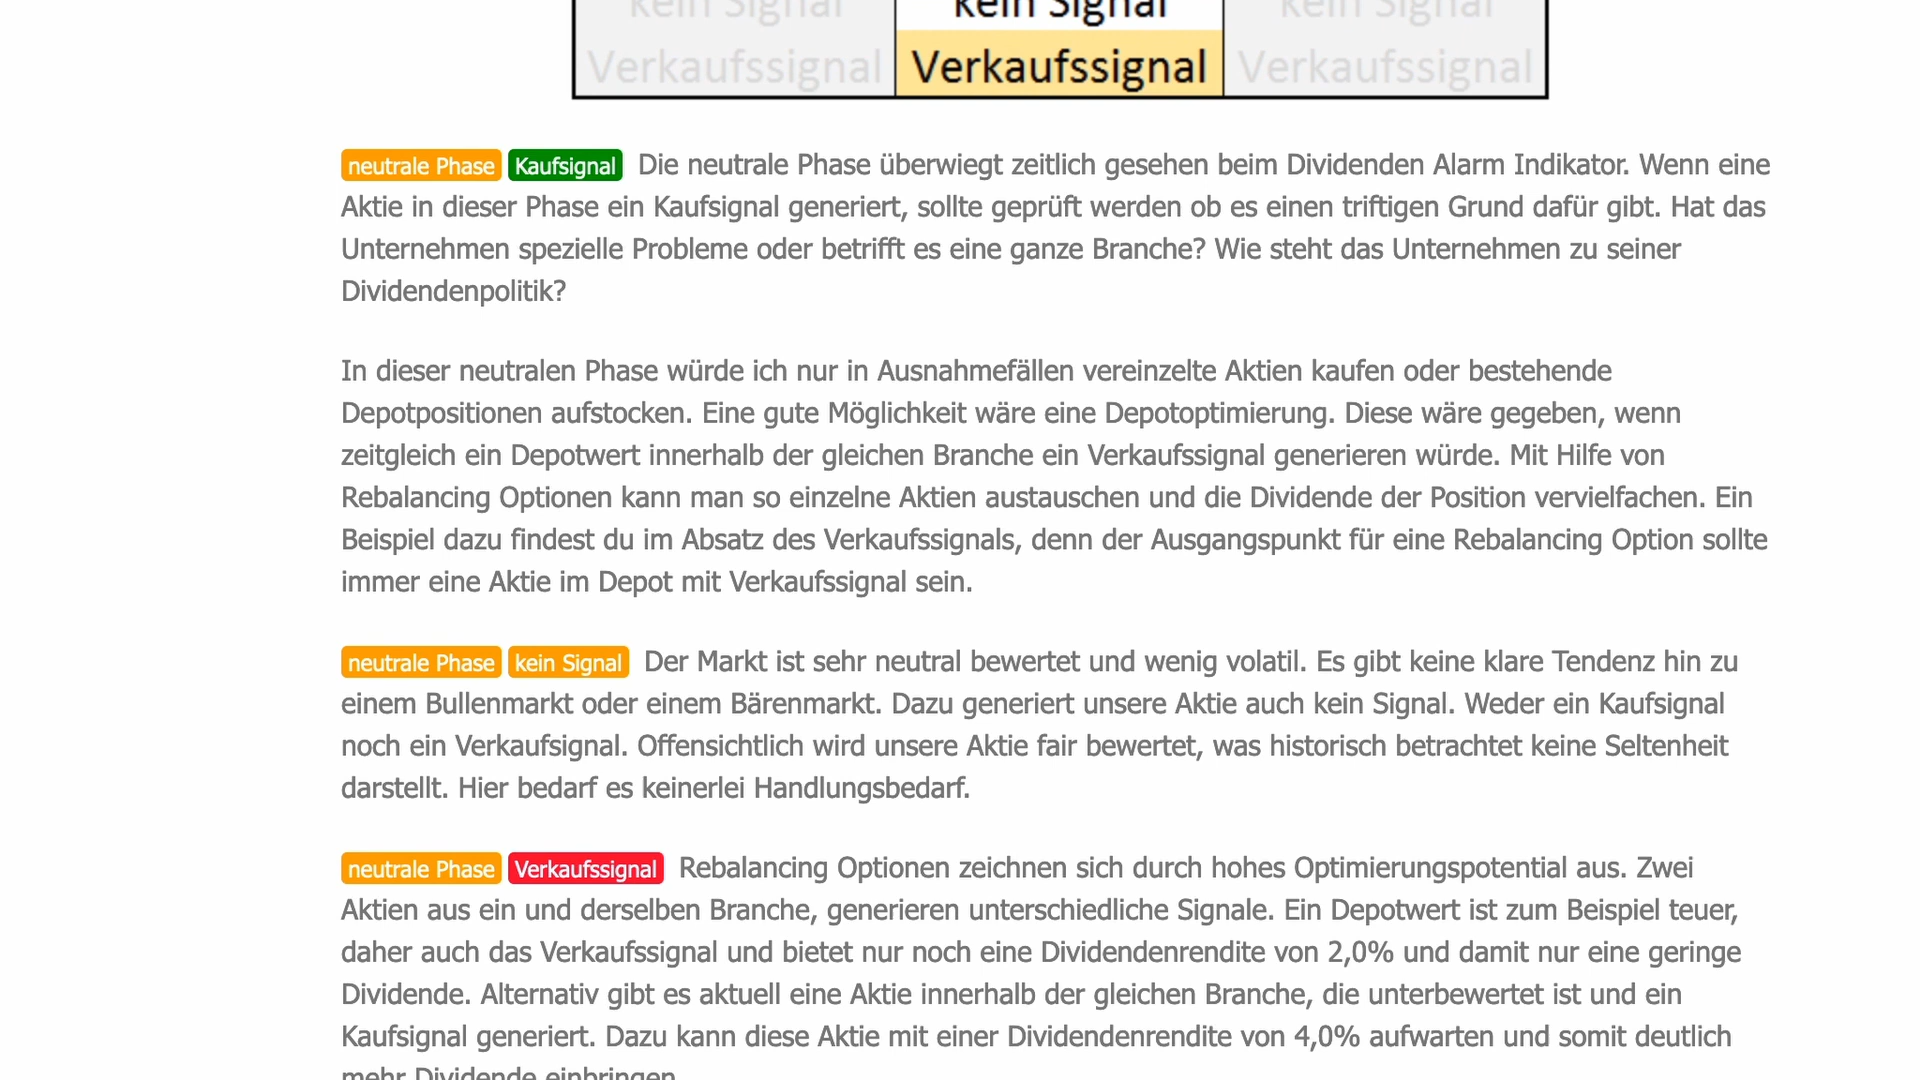 kein Signal kein Signal kein Signal
Verkaufssignal Verkaufssignal Verkaufssignal
neutrale Phase Kaufsignal Die neutrale Phase überwiegt zeitlich gesehen beim Dividenden Alarm Indikator. Wenn eine
Aktie in dieser Phase ein Kaufsignal generiert, sollte geprüft werden ob es einen triftigen Grund dafür gibt. Hat das
Unternehmen spezielle Probleme oder betrifft es eine ganze Branche? Wie steht das Unternehmen zu seiner
Dividendenpolitik?
In dieser neutralen Phase würde ich nur in Ausnahmefällen vereinzelte Aktien kaufen oder bestehende
Depotpositionen aufstocken. Eine gute Möglichkeit wäre eine Depotoptimierung. Diese wäre gegeben, wenn
zeitgleich ein Depotwert innerhalb der gleichen Branche ein Verkaufssignal generieren würde. Mit Hilfe von
Rebalancing Optionen kann man so einzelne Aktien austauschen und die Dividende der Position vervielfachen. Ein
Beispiel dazu findest du im Absatz des Verkaufssignals, denn der Ausgangspunkt für eine Rebalancing Option sollte
immer eine Aktie im Depot mit Verkaufssignal sein.
neutrale Phase kein Signal Der Markt ist sehr neutral bewertet und wenig volatil. Es gibt keine klare Tendenz hin zu
einem Bullenmarkt oder einem Bärenmarkt. Dazu generiert unsere Aktie auch kein Signal. Weder ein Kaufsignal
noch ein Verkaufsignal. Offensichtlich wird unsere Aktie fair bewertet, was historisch betrachtet keine Seltenheit
darstellt. Hier bedarf es keinerlei Handlungsbedarf.
neutrale Phase Verkaufssignal Rebalancing Optionen zeichnen sich durch hohes Optimierungspotential aus. Zwei
Aktien aus ein und derselben Branche, generieren unterschiedliche Signale. Ein Depotwert ist zum Beispiel teuer,
daher auch das Verkaufssignal und bietet nur noch eine Dividendenrendite von 2,0% und damit nur eine geringe
Dividende. Alternativ gibt es aktuell eine Aktie innerhalb der gleichen Branche, die unterbewertet ist und ein
Kaufsignal generiert. Dazu kann diese Aktie mit einer Dividendenrendite von 4,0% aufwarten und somit deutlich
mehr Dividende einbringen.